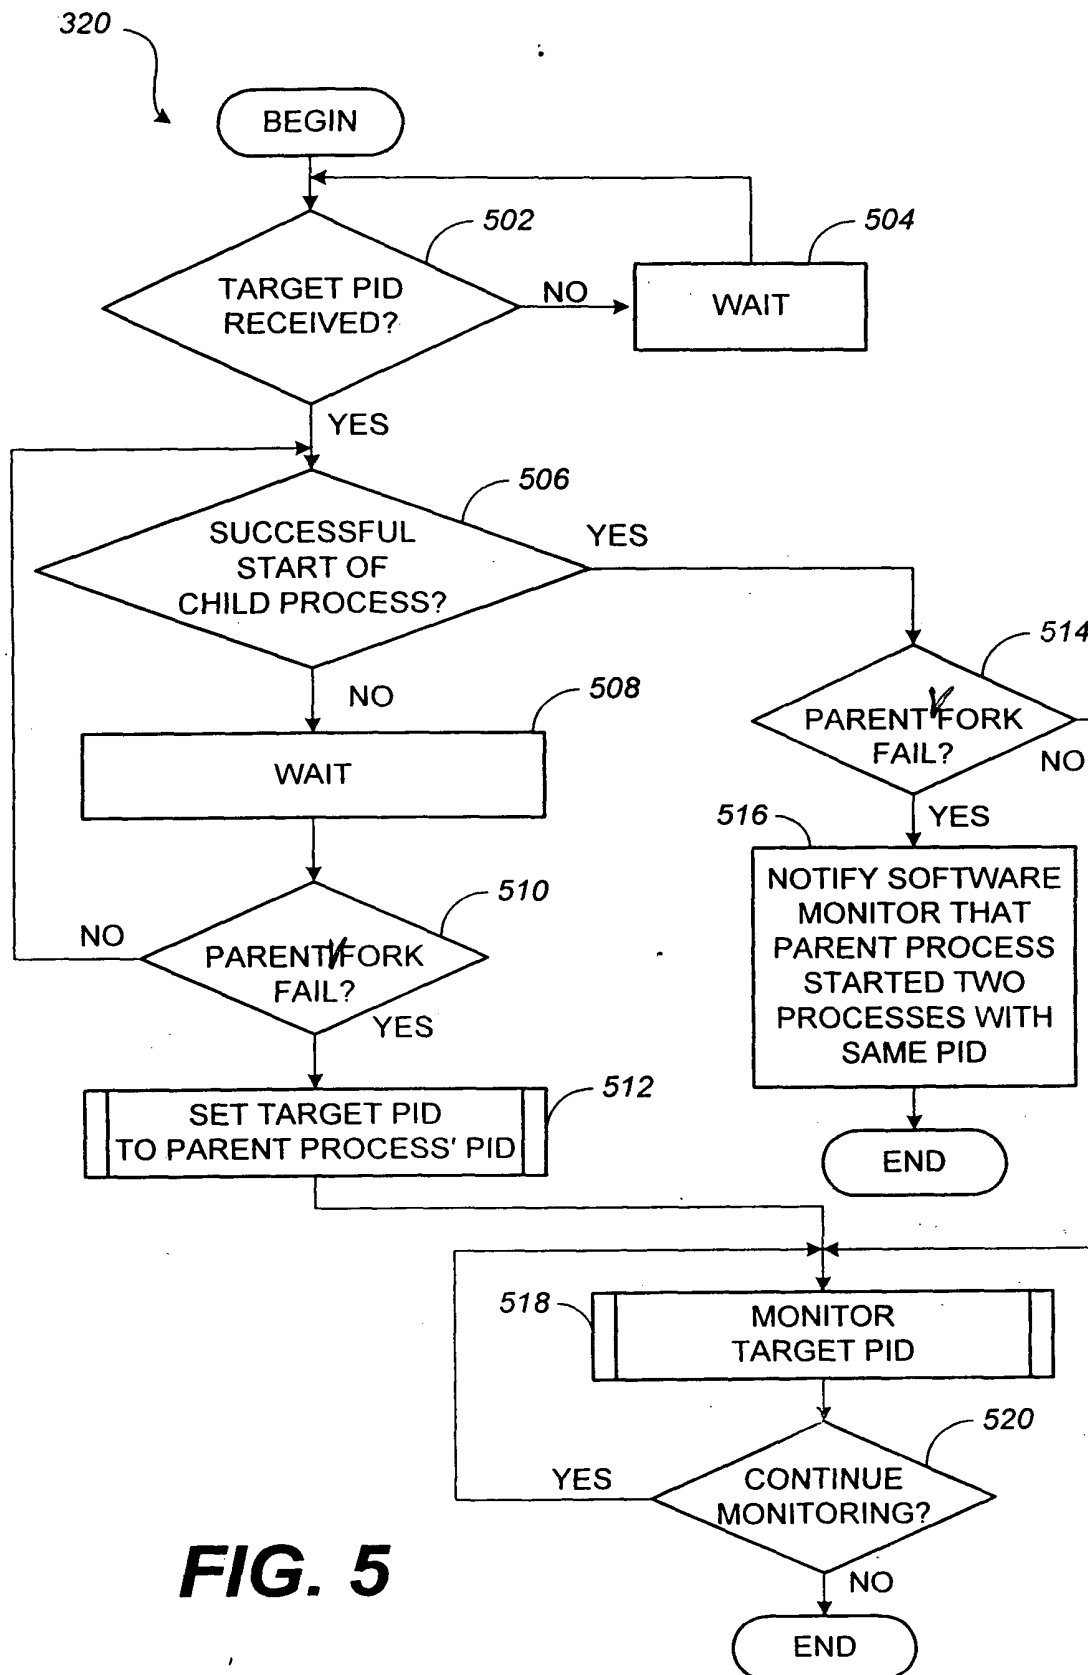 320
BEGIN
502
504
TARGET PID
RECEIVED?
NO
WAIT
YES
506
SUCCESSFUL
START OF
CHILD PROCESS?
YES
514
NO
508
PARENT VFORK
FAIL?
NO
WAIT
YES
516
NOTIFY SOFTWARE
MONITOR THAT
PARENT PROCESS
STARTED TWO
PROCESSES WITH
SAME PID
510
NO
PARENT VFORK
FAIL?
YES
512
SET TARGET PID
TO PARENT PROCESS' PID
END
518
MONITOR
TARGET PID
520
YES
CONTINUE
MONITORING?
FIG. 5
NO
END